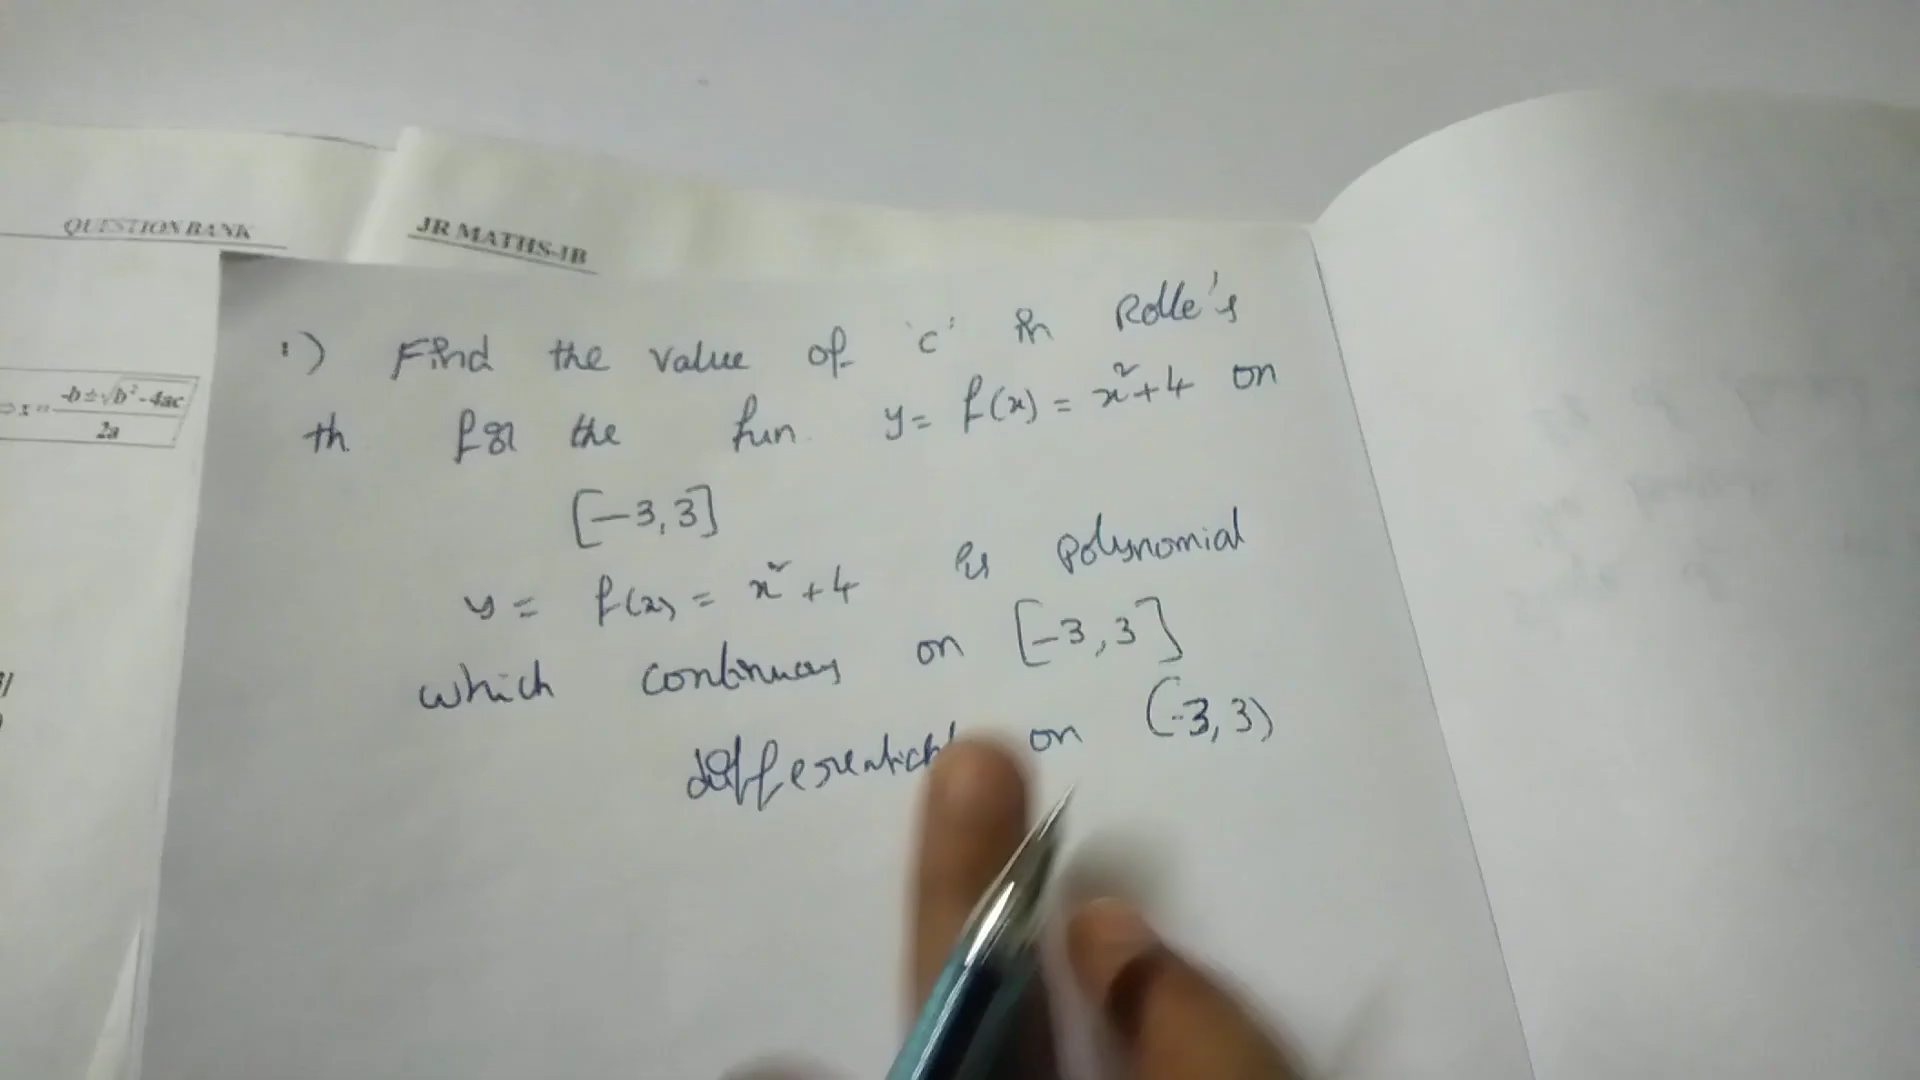 QUESTION BANK
JR MATHS-IB
⇒ x = -b ± √b² - 4ac / 2a
1) Find the value of 'c' in Rolle's
th for the fun y = f(x) = x² + 4 on
[-3, 3]
y = f(x) = x² + 4 is polynomial
which continuous on [-3, 3]
on (-3, 3)